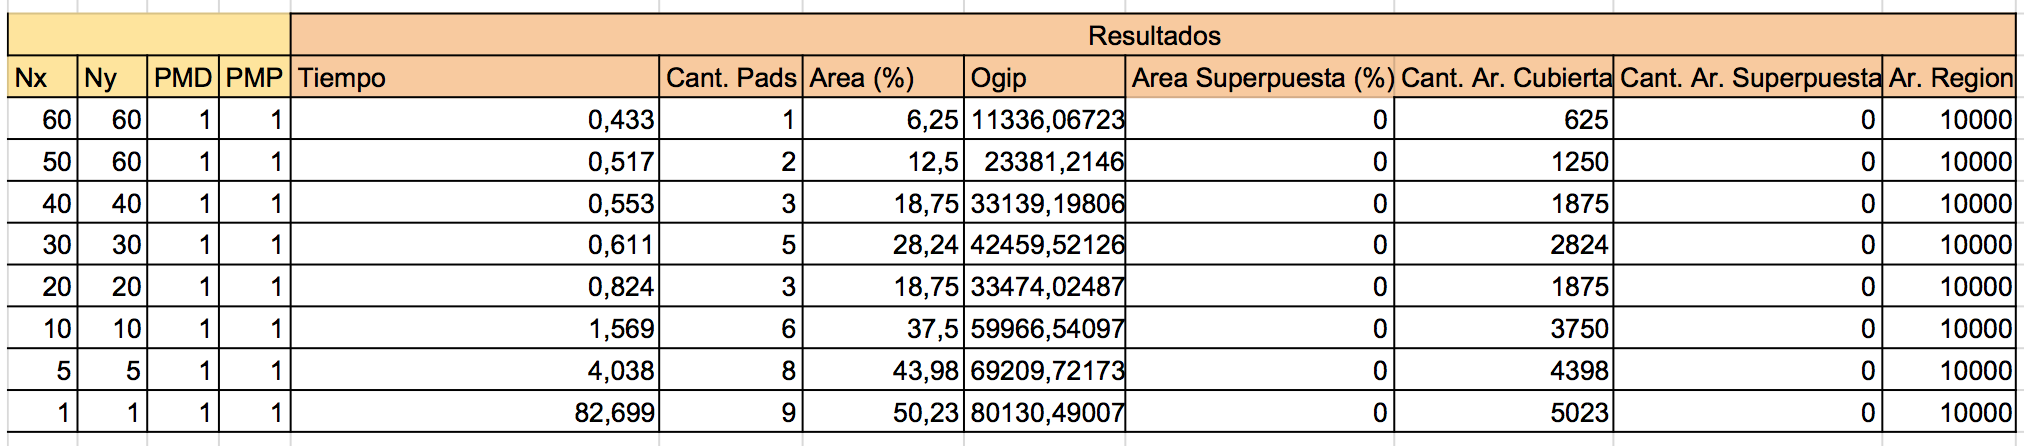 Resultados
Nx Ny PMD PMP Tiempo Cant. Pads Area (%) Ogip Area Superpuesta (%) Cant. Ar. Cubierta Cant. Ar. Superpuesta Ar. Region
60 60 1 1 0,433 1 6,25 11336,06723 0 625 0 10000
50 60 1 1 0,517 2 12,5 23381,2146 0 1250 0 10000
40 40 1 1 0,553 3 18,75 33139,19806 0 1875 0 10000
30 30 1 1 0,611 5 28,24 42459,52126 0 2824 0 10000
20 20 1 1 0,824 3 18,75 33474,02487 0 1875 0 10000
10 10 1 1 1,569 6 37,5 59966,54097 0 3750 0 10000
5 5 1 1 4,038 8 43,98 69209,72173 0 4398 0 10000
1 1 1 1 82,699 9 50,23 80130,49007 0 5023 0 10000